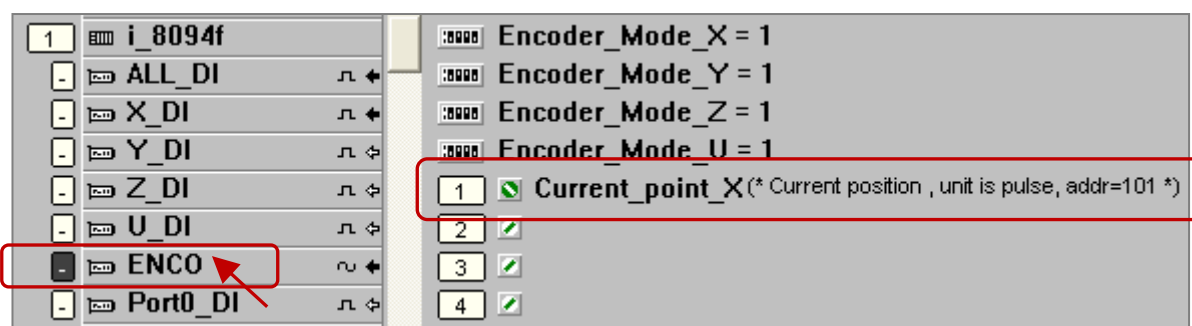 1 i_8094f
- ALL_DI
- X_DI
- Y_DI
- Z_DI
- U_DI
- ENCO
- Port0_DI
Encoder_Mode_X = 1
Encoder_Mode_Y = 1
Encoder_Mode_Z = 1
Encoder_Mode_U = 1
1 Current_point_X (* Current position , unit is pulse, addr=101 *)
2
3
4